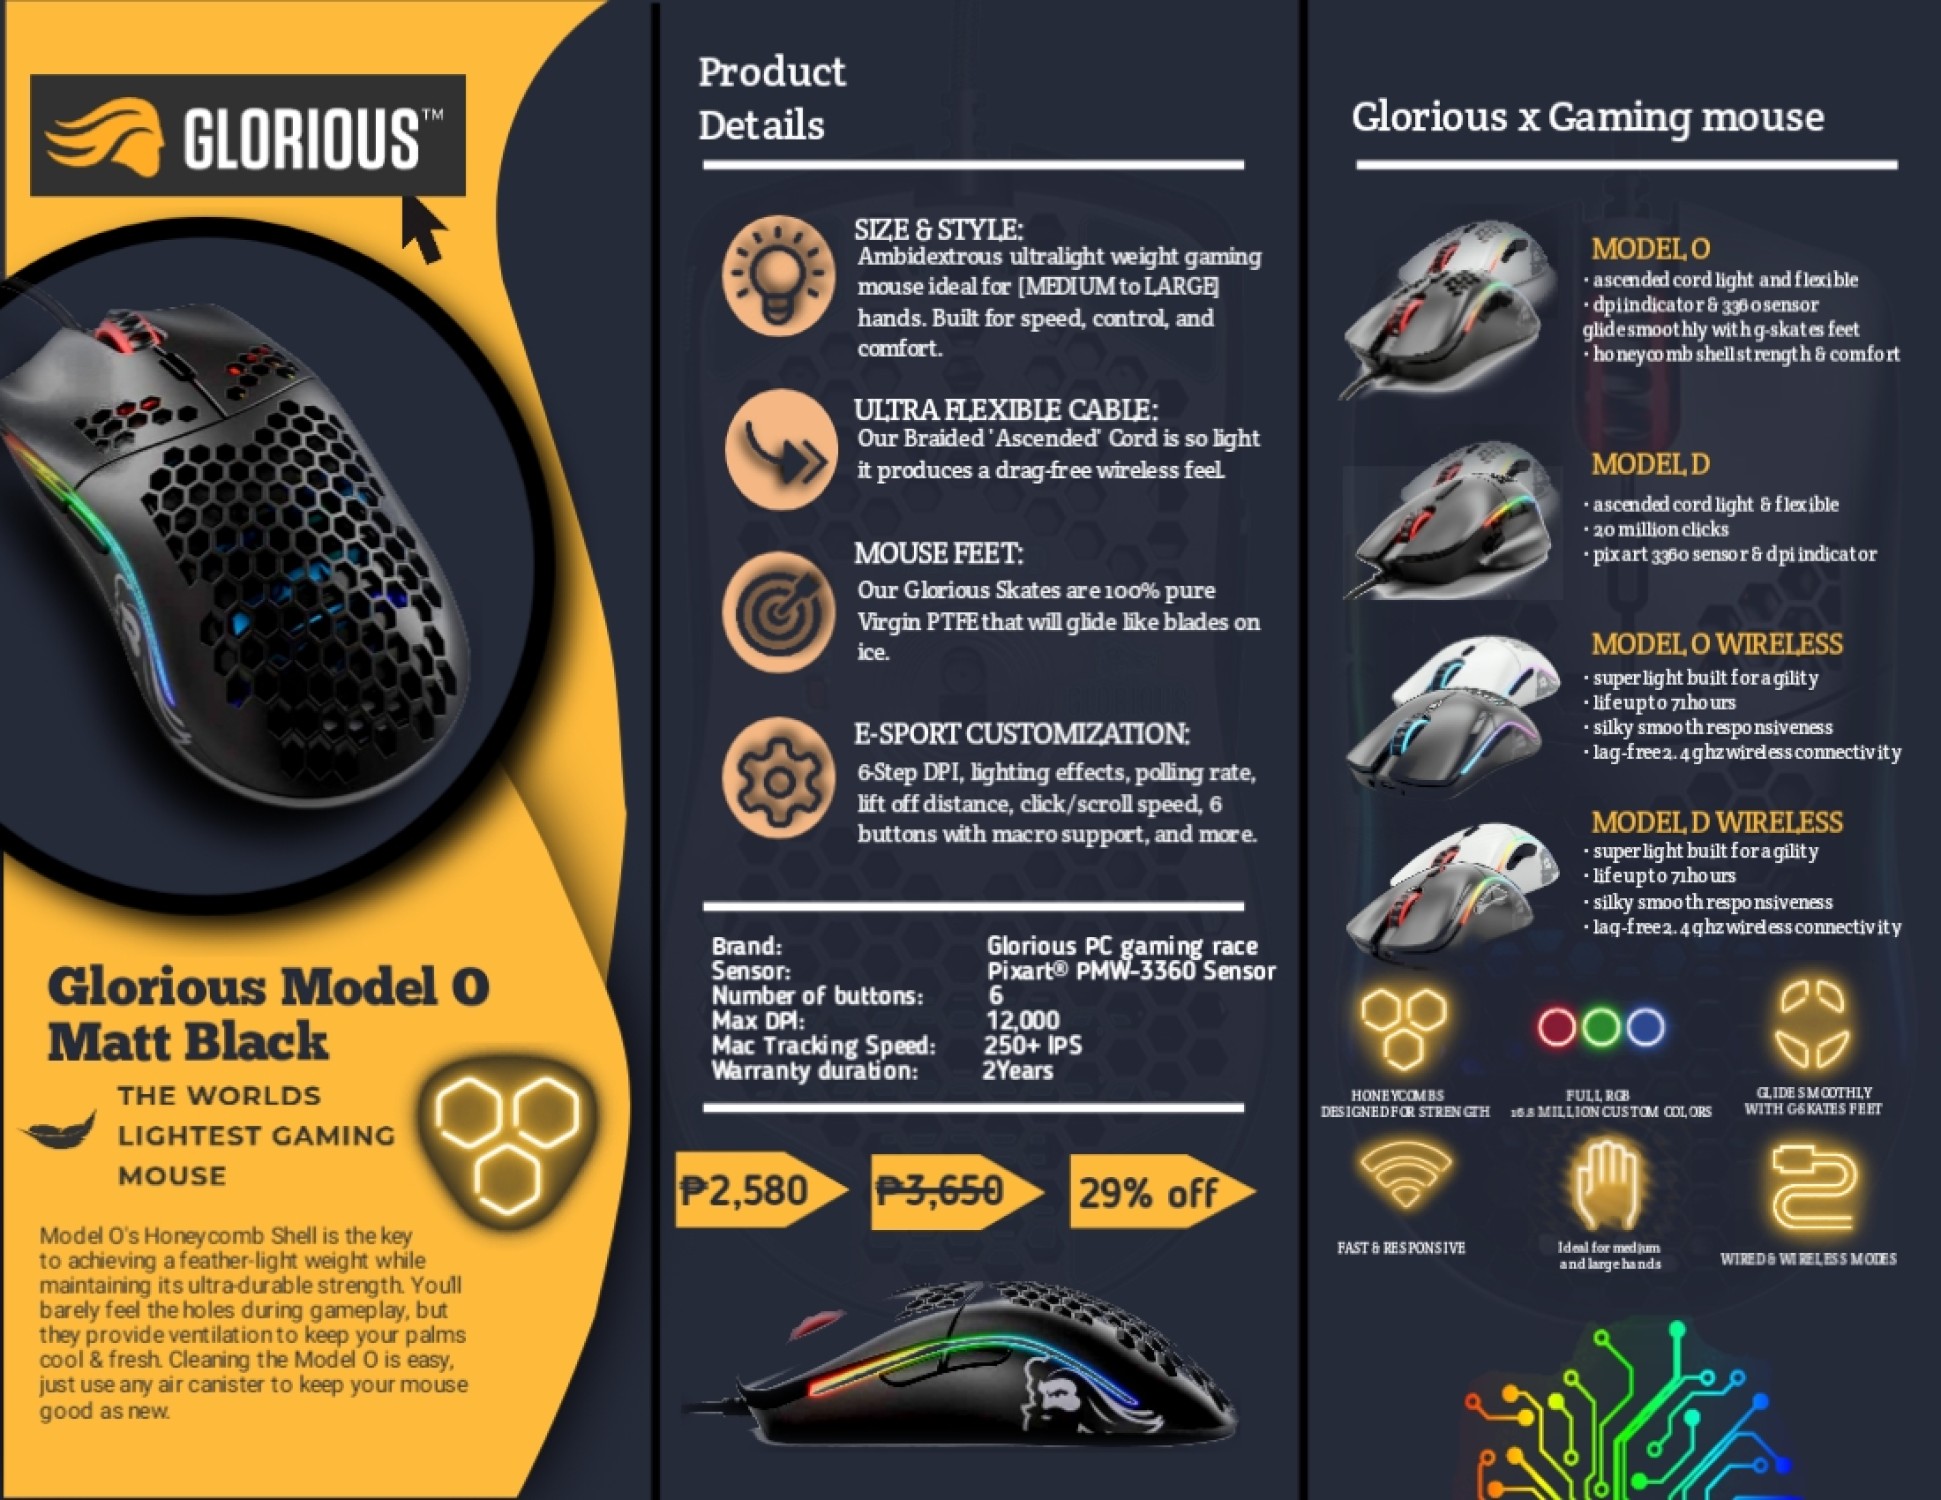 GLORIOUS™
Glorious Model O
Matt Black
THE WORLDS
LIGHTEST GAMING
MOUSE
Model O's Honeycomb Shell is the key
to achieving a feather-light weight while
maintaining its ultra-durable strength. You'll
barely feel the holes during gameplay, but
they provide ventilation to keep your palms
cool & fresh. Cleaning the Model O is easy,
just use any air canister to keep your mouse
good as new.
Product
Details
SIZE & STYLE:
Ambidextrous ultralight weight gaming
mouse ideal for [MEDIUM to LARGE]
hands. Built for speed, control, and
comfort.
ULTRA FLEXIBLE CABLE:
Our Braided 'Ascended' Cord is so light
it produces a drag-free wireless feel.
MOUSE FEET:
Our Glorious Skates are 100% pure
Virgin PTFE that will glide like blades on
ice.
E-SPORT CUSTOMIZATION:
6-Step DPI, lighting effects, polling rate,
lift off distance, click/scroll speed, 6
buttons with macro support, and more.
Brand: Glorious PC gaming race
Sensor: Pixart® PMW-3360 Sensor
Number of buttons: 6
Max DPI: 12,000
Mac Tracking Speed: 250+ IPS
Warranty duration: 2Years
₱2,580 ₱3,650 29% off
Glorious x Gaming mouse
MODEL O
· ascended cord light and flexible
· dpi indicator & 3360 sensor
glide smoothly with g-skates feet
· honeycomb shell strength & comfort
MODEL D
· ascended cord light & flexible
· 20 million clicks
· pixart 3360 sensor & dpi indicator
MODEL O WIRELESS
· super light built for agility
· life up to 71hours
· silky smooth responsiveness
· lag-free 2.4 ghz wireless connectivity
MODEL D WIRELESS
· super light built for agility
· life up to 71hours
· silky smooth responsiveness
· lag-free 2.4 ghz wireless connectivity
HONEYCOMBS
DESIGNED FOR STRENGTH
FULL RGB
16.8 MILLION CUSTOM COLORS
GLIDE SMOOTHLY
WITH G6KATES FEET
FAST & RESPONSIVE
Ideal for medium
and large hands
WIRED & WIRELESS MODES